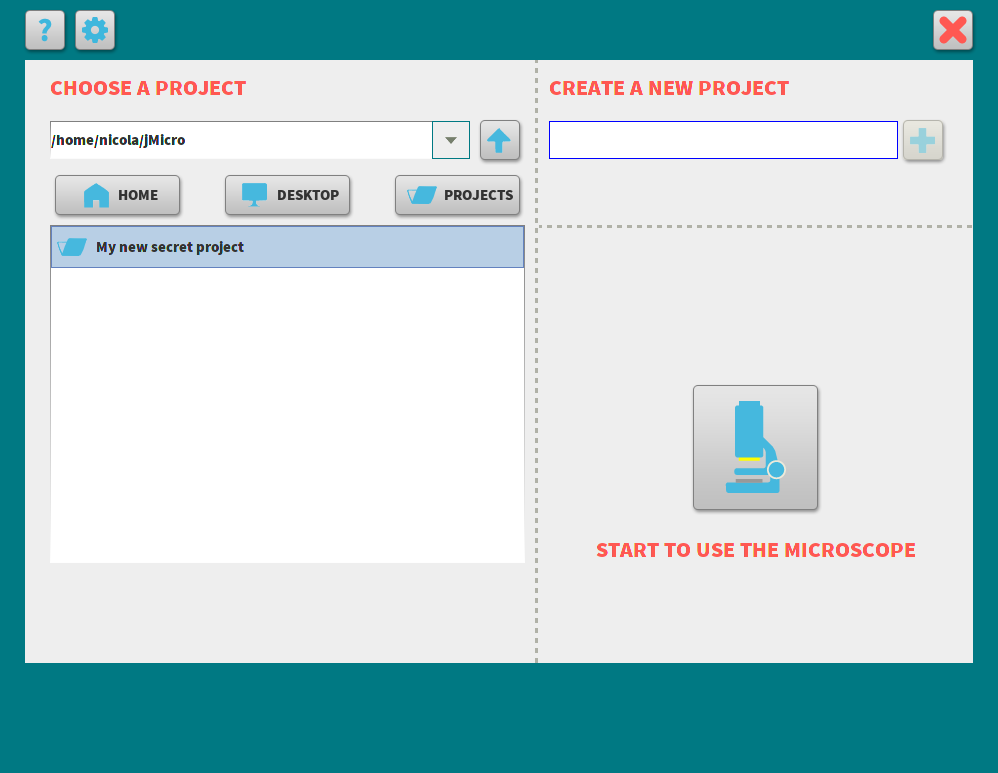 ?
CHOOSE A PROJECT
CREATE A NEW PROJECT
/home/nicola/jMicro
HOME
DESKTOP
PROJECTS
My new secret project
START TO USE THE MICROSCOPE